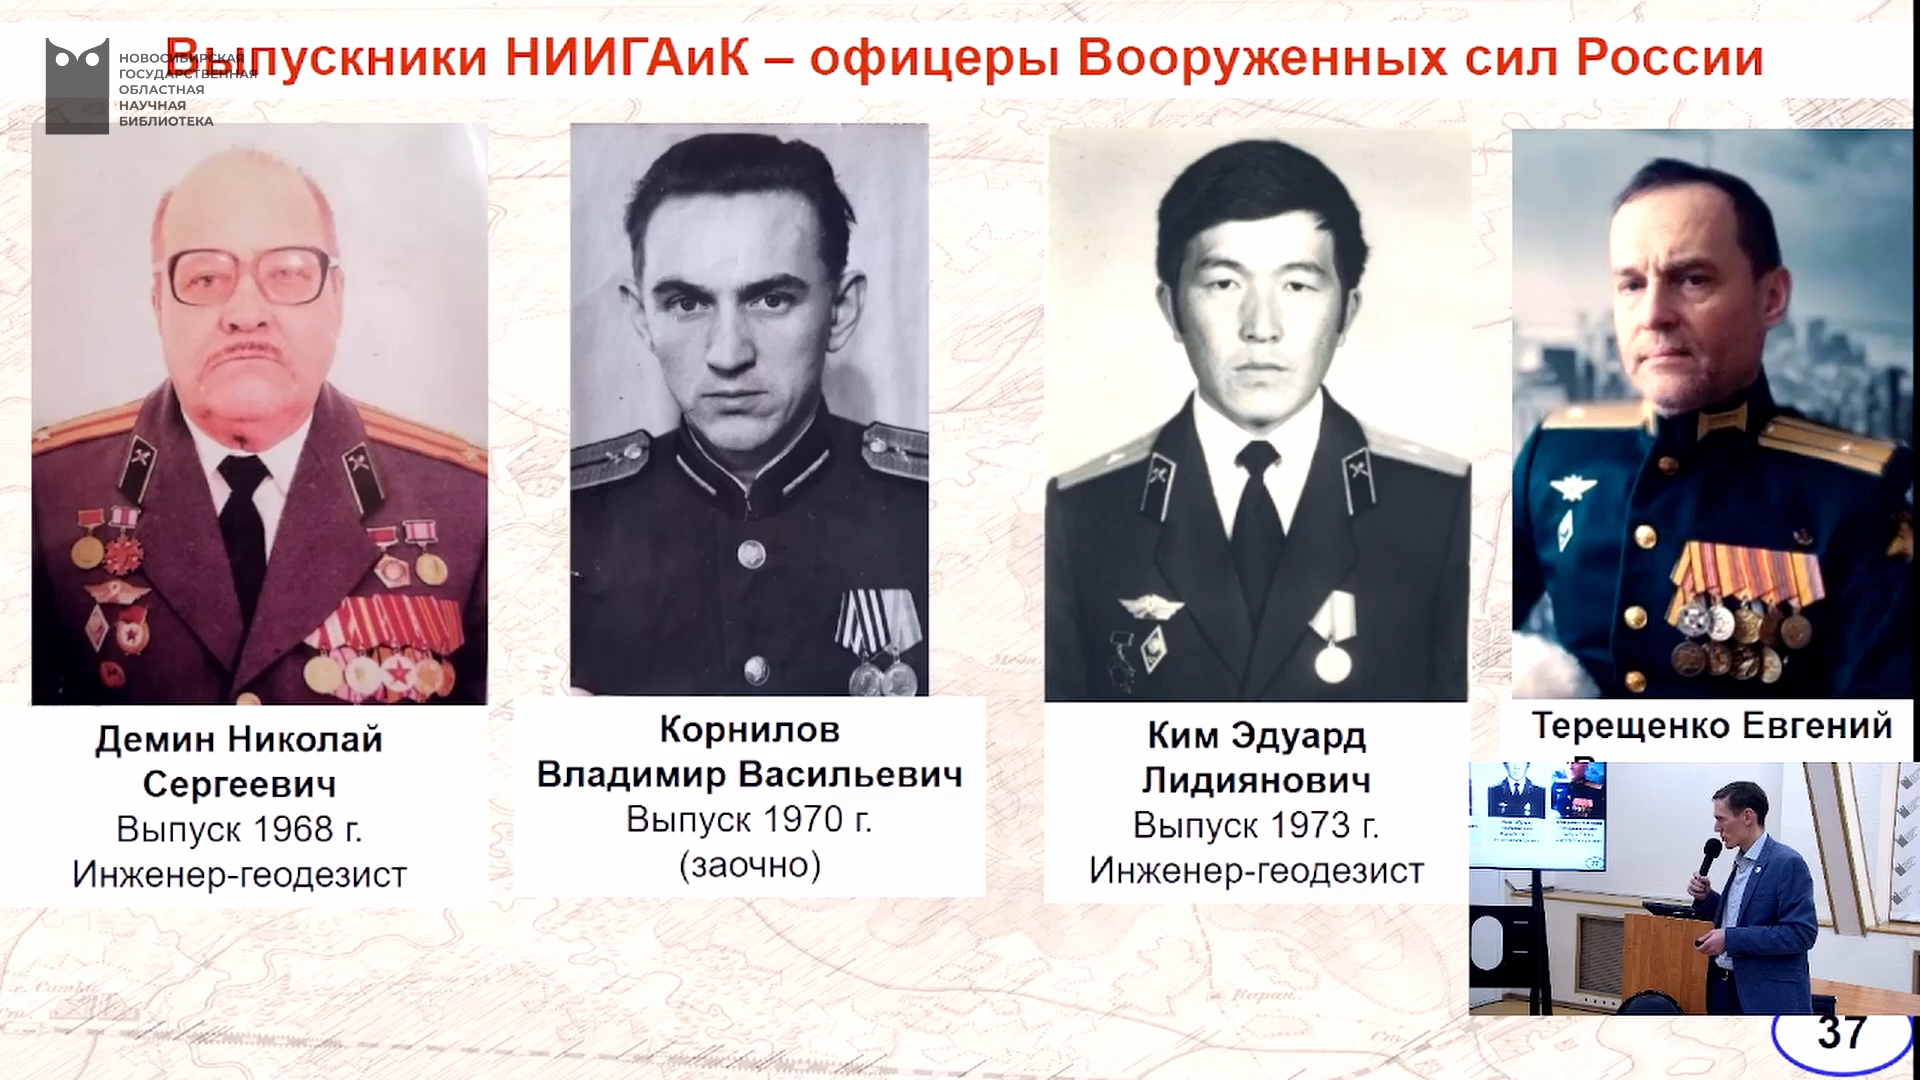 НОВОСИБИРСКАЯ
ГОСУДАРСТВЕННАЯ
ОБЛАСТНАЯ
НАУЧНАЯ
БИБЛИОТЕКА
Выпускники НИИГАиК – офицеры Вооруженных сил России
Демин Николай
Сергеевич
Выпуск 1968 г.
Инженер-геодезист
Корнилов
Владимир Васильевич
Выпуск 1970 г.
(заочно)
Ким Эдуард
Лидиянович
Выпуск 1973 г.
Инженер-геодезист
Терещенко Евгений
37